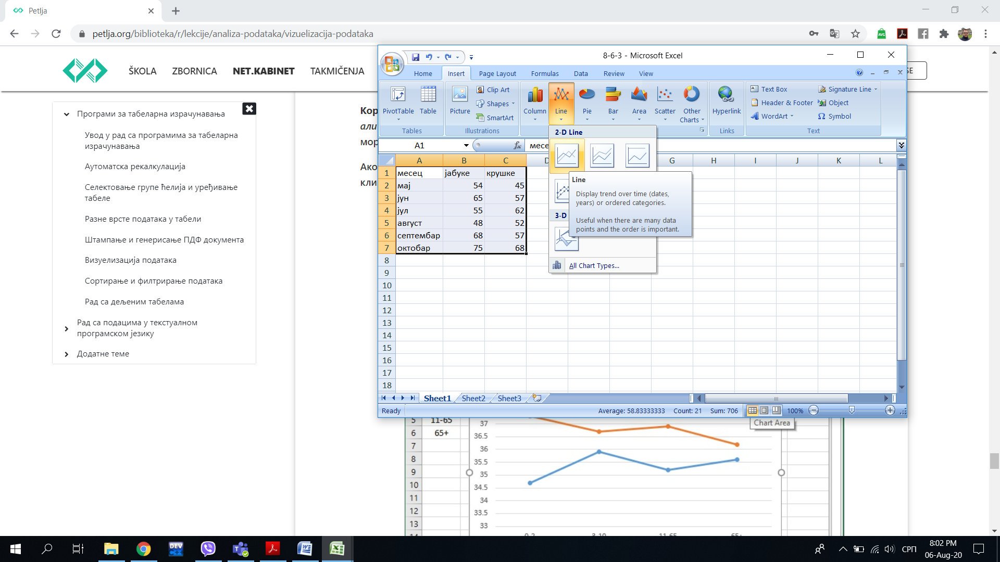 Petlja
petlja.org/biblioteka/r/lekcije/analiza-podataka/vizuelizacija-podataka
ŠKOLA ZBORNICA NET.KABINET TAKMIČENJA
SE
Програми за табеларна израчунавања
Увод у рад са програмима за табеларна
израчунавања
Аутоматска рекалкулација
Селектовање групе ћелија и уређивање
табеле
Разне врсте података у табели
Штампање и генерисање ПДФ документа
Визуелизација података
Сортирање и филтрирање података
Рад са дељеним табелама
Рад са подацима у текстуалном
програмском језику
Додатне теме
Кор
али
мор
Ако
кли
8-6-3 - Microsoft Excel
Home Insert Page Layout Formulas Data Review View
PivotTable Table Picture Clip Art Shapes SmartArt
Column Line Pie Bar Area Scatter Other Charts Hyperlink
Text Box Header & Footer WordArt Signature Line Object Symbol
Tables Illustrations Links Text
A1 fx месе
2-D Line
Line
Display trend over time (dates,
years) or ordered categories.
Useful when there are many data
points and the order is important.
3-D
All Chart Types...
A B C D G H I J K L
1 месец јабуке крушке
2 мај 54 45
3 јун 65 57
4 јул 55 62
5 август 48 52
6 септембар 68 57
7 октобар 75 68
8
9
10
11
12
13
14
15
16
17
18
Sheet1 Sheet2 Sheet3
Ready Average: 58.83333333 Count: 21 Sum: 706 100%
Chart Area
5 11-65
6 65+
7
8
9
10
11
12
13
37
36.5
36
35.5
35
34.5
34
33.5
33
AVG
DEV C++
СРП
8:02 PM
06-Aug-20